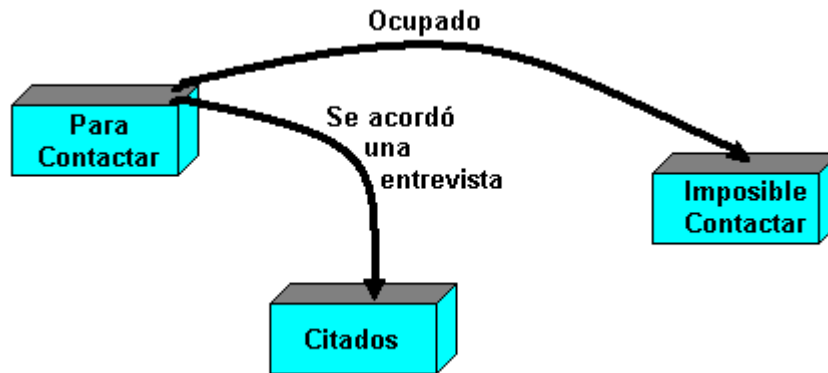 Ocupado
Para
Contactar
Se acordó
una
entrevista
Imposible
Contactar
Citados